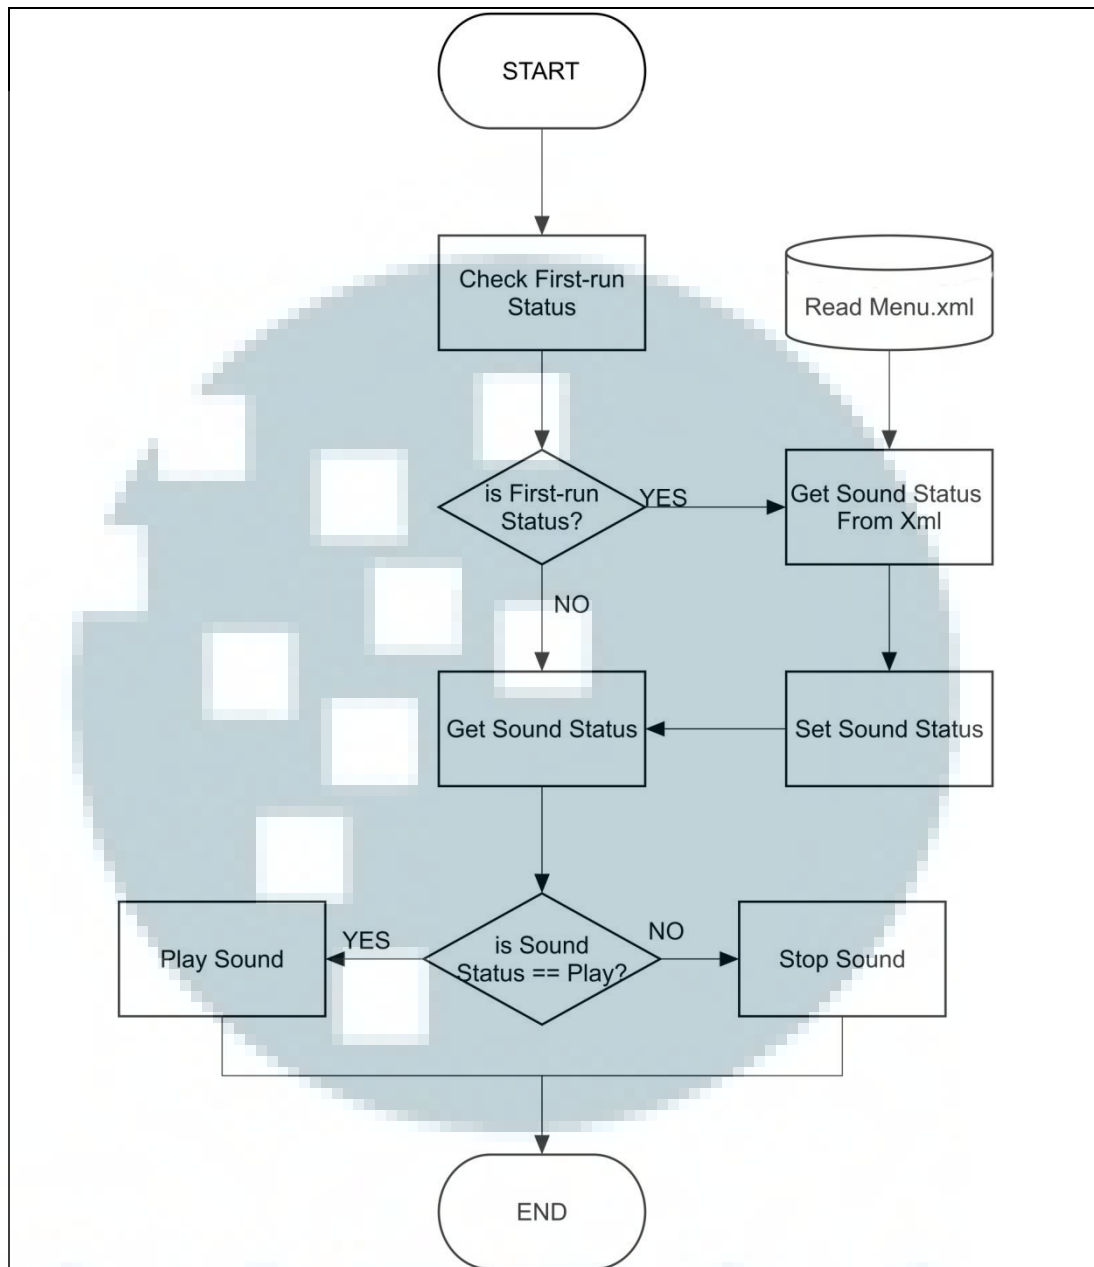 START
Check First-run
Status
Read Menu.xml
is First-run
Status?
YES
Get Sound Status
From Xml
NO
Get Sound Status
Set Sound Status
Play Sound
YES
is Sound
Status == Play?
NO
Stop Sound
END